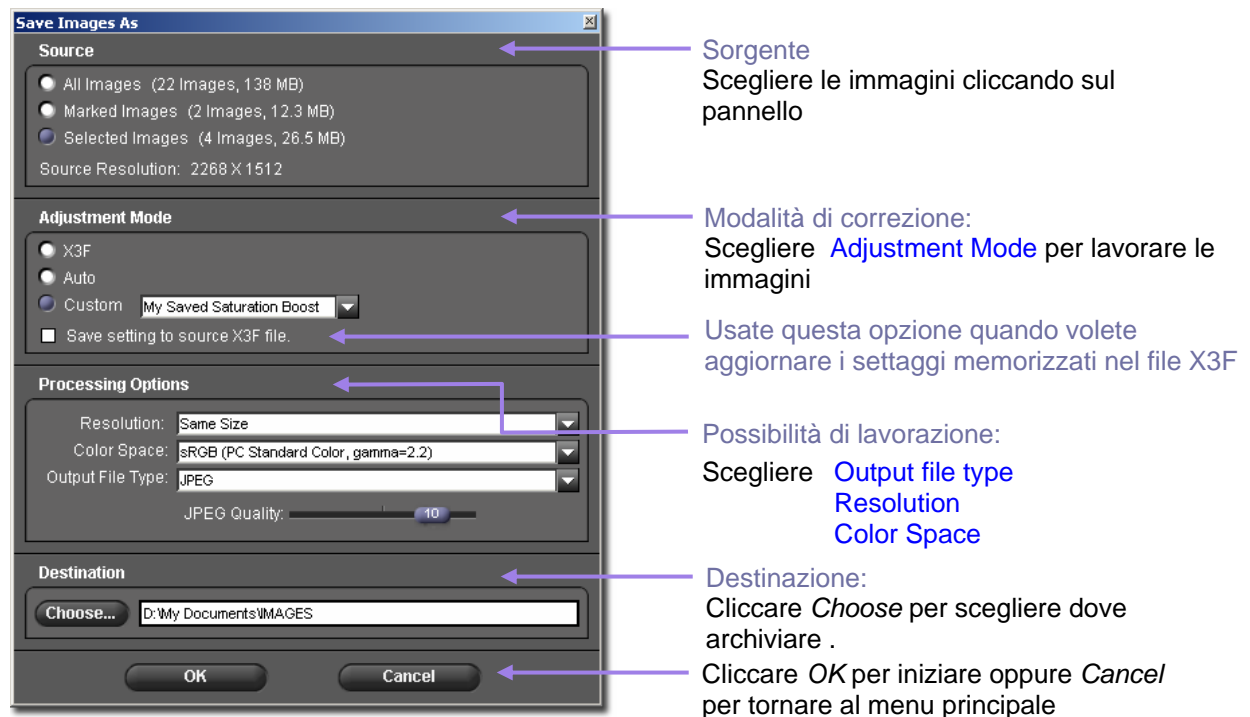 Save Images As
Source
All Images (22 Images, 138 MB)
Marked Images (2 Images, 12.3 MB)
Selected Images (4 Images, 26.5 MB)
Source Resolution: 2268 X 1512
Adjustment Mode
X3F
Auto
Custom My Saved Saturation Boost
Save setting to source X3F file.
Processing Options
Resolution: Same Size
Color Space: sRGB (PC Standard Color, gamma=2.2)
Output File Type: JPEG
JPEG Quality: 10
Destination
Choose... D:\My Documents\IMAGES
OK Cancel
Sorgente
Scegliere le immagini cliccando sul
pannello
Modalità di correzione:
Scegliere Adjustment Mode per lavorare le
immagini
Usate questa opzione quando volete
aggiornare i settaggi memorizzati nel file X3F
Possibilità di lavorazione:
Scegliere Output file type
Resolution
Color Space
Destinazione:
Cliccare Choose per scegliere dove
archiviare .
Cliccare OK per iniziare oppure Cancel
per tornare al menu principale